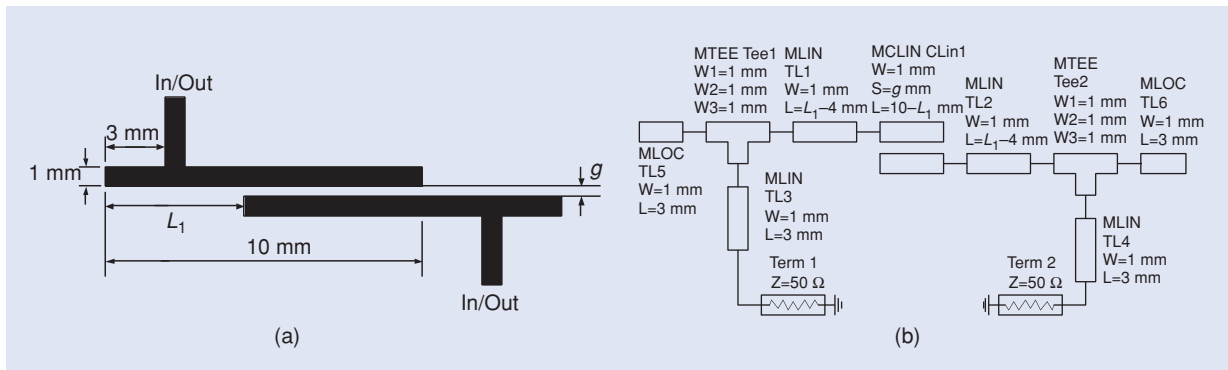 In/Out
3 mm
1 mm
g
L1
10 mm
In/Out
(a)
MTEE Tee1
W1=1 mm
W2=1 mm
W3=1 mm
MLIN
TL1
W=1 mm
L=L1–4 mm
MCLIN CLin1
W=1 mm
S=g mm
L=10–L1 mm
MLIN
TL2
W=1 mm
L=L1–4 mm
MTEE
Tee2
W1=1 mm
W2=1 mm
W3=1 mm
MLOC
TL6
W=1 mm
L=3 mm
MLOC
TL5
W=1 mm
L=3 mm
MLIN
TL3
W=1 mm
L=3 mm
MLIN
TL4
W=1 mm
L=3 mm
Term 1
Z=50 Ω
Term 2
Z=50 Ω
(b)